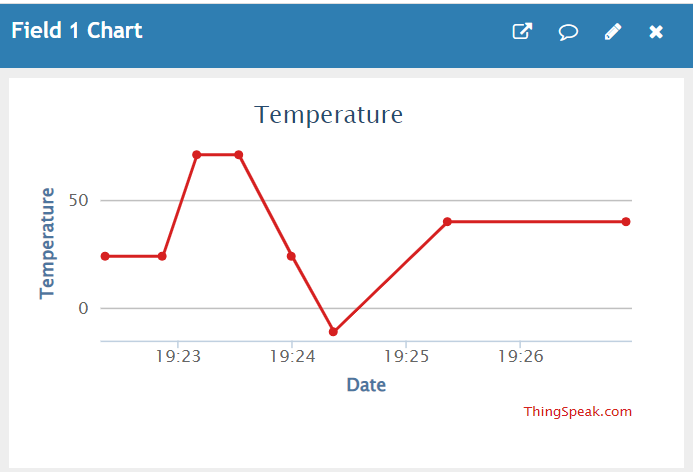 Field 1 Chart
Temperature
Temperature
50
0
19:23 19:24 19:25 19:26
Date
ThingSpeak.com